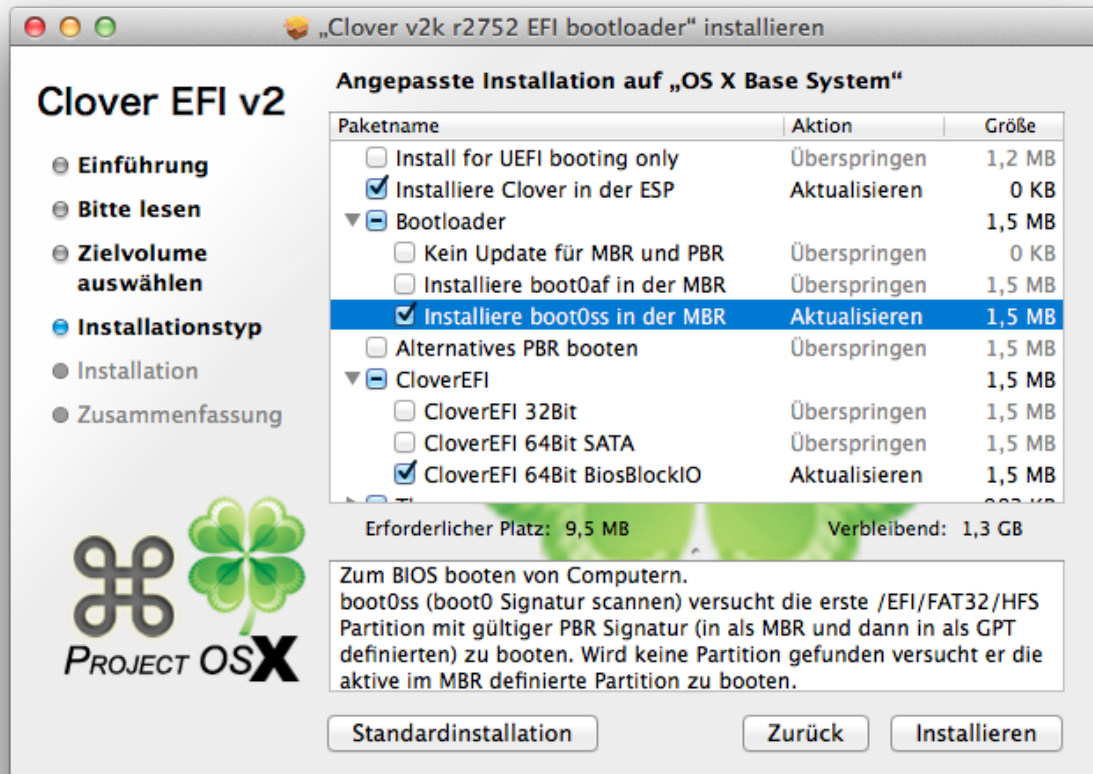 „Clover v2k r2752 EFI bootloader“ installieren
Clover EFI v2
Einführung
Bitte lesen
Zielvolume
auswählen
Installationstyp
Installation
Zusammenfassung
PROJECT OSX
Angepasste Installation auf „OS X Base System“
Paketname Aktion Größe
Install for UEFI booting only Überspringen 1,2 MB
Installiere Clover in der ESP Aktualisieren 0 KB
Bootloader 1,5 MB
Kein Update für MBR und PBR Überspringen 0 KB
Installiere boot0af in der MBR Überspringen 1,5 MB
Installiere boot0ss in der MBR Aktualisieren 1,5 MB
Alternatives PBR booten Überspringen 1,5 MB
CloverEFI 1,5 MB
CloverEFI 32Bit Überspringen 1,5 MB
CloverEFI 64Bit SATA Überspringen 1,5 MB
CloverEFI 64Bit BiosBlockIO Aktualisieren 1,5 MB
Erforderlicher Platz: 9,5 MB Verbleibend: 1,3 GB
Zum BIOS booten von Computern.
boot0ss (boot0 Signatur scannen) versucht die erste /EFI/FAT32/HFS
Partition mit gültiger PBR Signatur (in als MBR und dann in als GPT
definierten) zu booten. Wird keine Partition gefunden versucht er die
aktive im MBR definierte Partition zu booten.
Standardinstallation Zurück Installieren